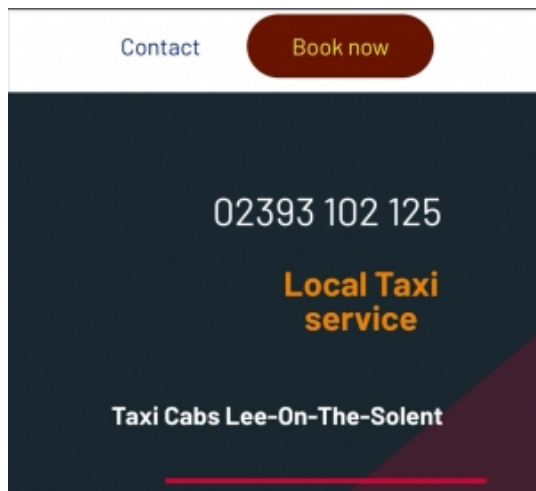 Contact
Book now
02393 102 125
Local Taxi
service
Taxi Cabs Lee-On-The-Solent